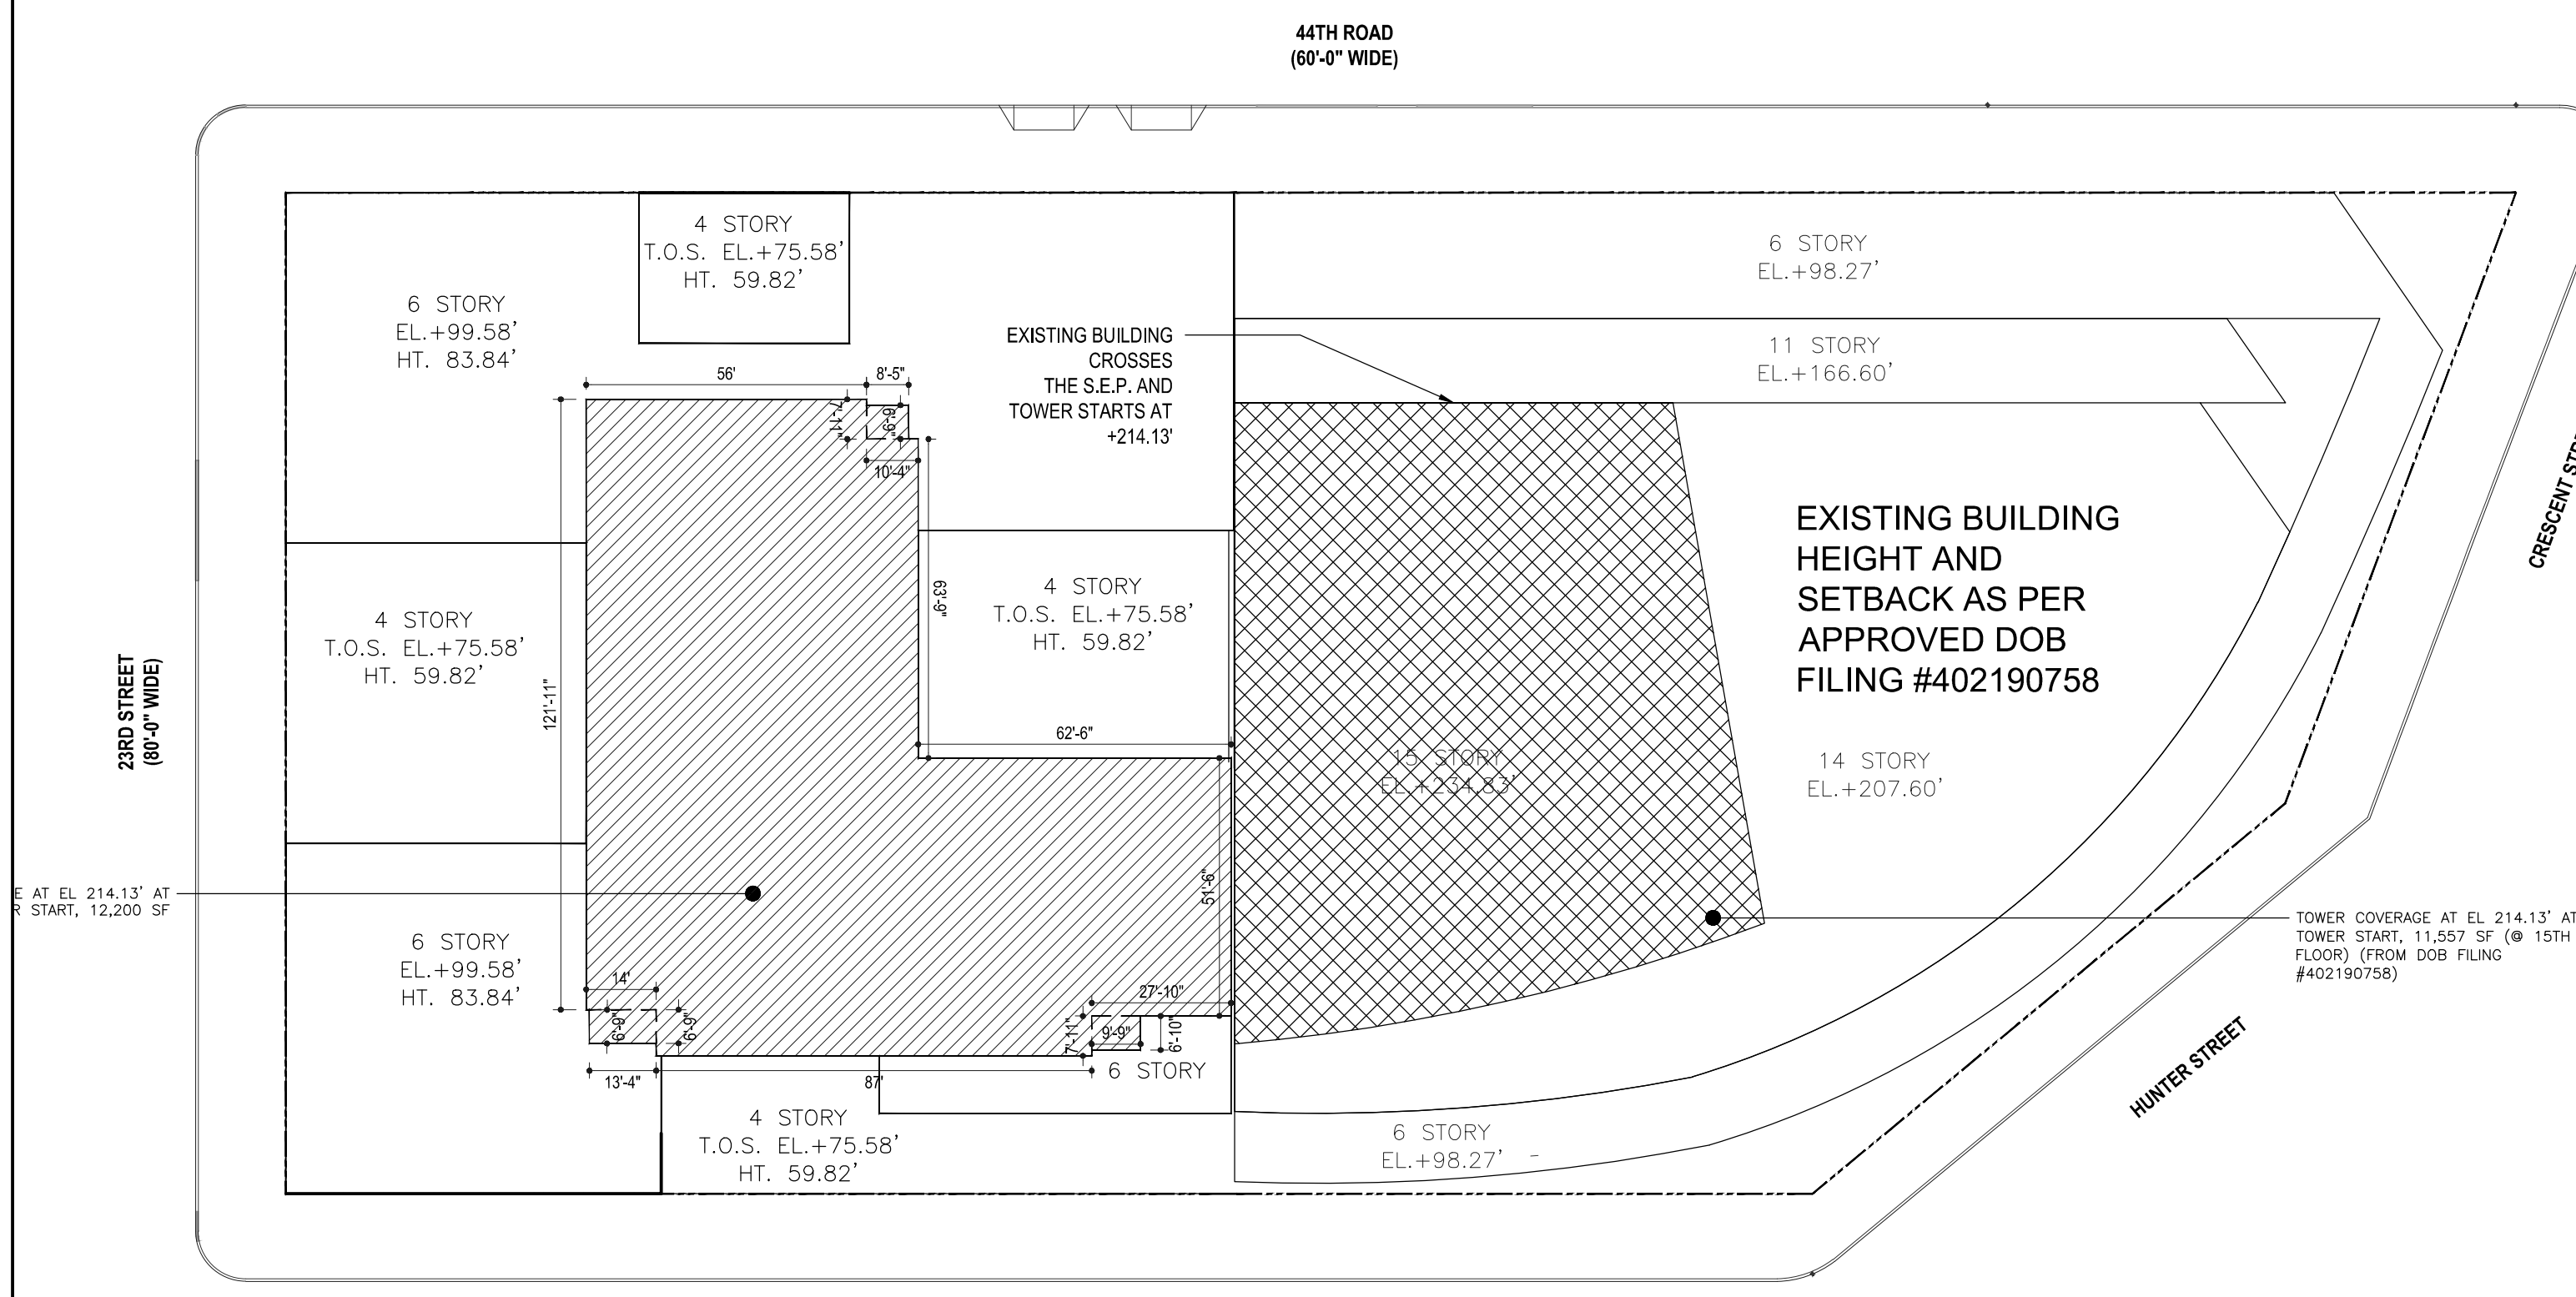 44TH ROAD
(60'-0" WIDE)
4 STORY
T.O.S. EL.+75.58'
HT. 59.82'
6 STORY
EL.+98.27'
6 STORY
EL.+99.58'
HT. 83.84'
EXISTING BUILDING
CROSSES
THE S.E.P. AND
TOWER STARTS AT
+214.13'
11 STORY
EL.+166.60'
56'
8'-5"
7'-11"
6'-9"
10'-4"
CRESCENT STR
EXISTING BUILDING
HEIGHT AND
SETBACK AS PER
APPROVED DOB
FILING #402190758
4 STORY
T.O.S. EL.+75.58'
HT. 59.82'
63'-9"
4 STORY
T.O.S. EL.+75.58'
HT. 59.82'
23RD STREET
(80'-0" WIDE)
121'-11"
62'-6"
15 STORY
EL.+234.83'
14 STORY
EL.+207.60'
51'-6"
E AT EL 214.13' AT
R START, 12,200 SF
TOWER COVERAGE AT EL 214.13' AT
TOWER START, 11,557 SF (@ 15TH
FLOOR) (FROM DOB FILING
#402190758)
6 STORY
EL.+99.58'
HT. 83.84'
14'
27'-10"
6'-9"
6'-9"
7'-11"
9'-9"
6'-10"
13'-4"
87'
6 STORY
HUNTER STREET
4 STORY
T.O.S. EL.+75.58'
HT. 59.82'
6 STORY
EL.+98.27'